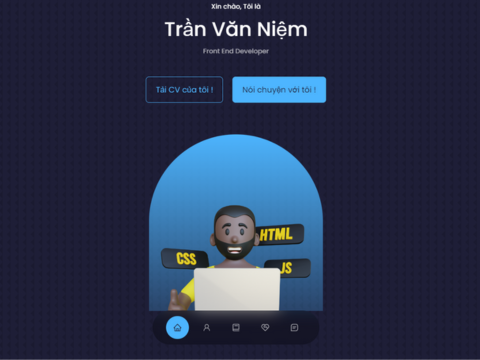 Xin chào, Tôi là
Trần Văn Niệm
Front End Developer
Tải CV của tôi !
Nói chuyện với tôi !
HTML
CSS
JS